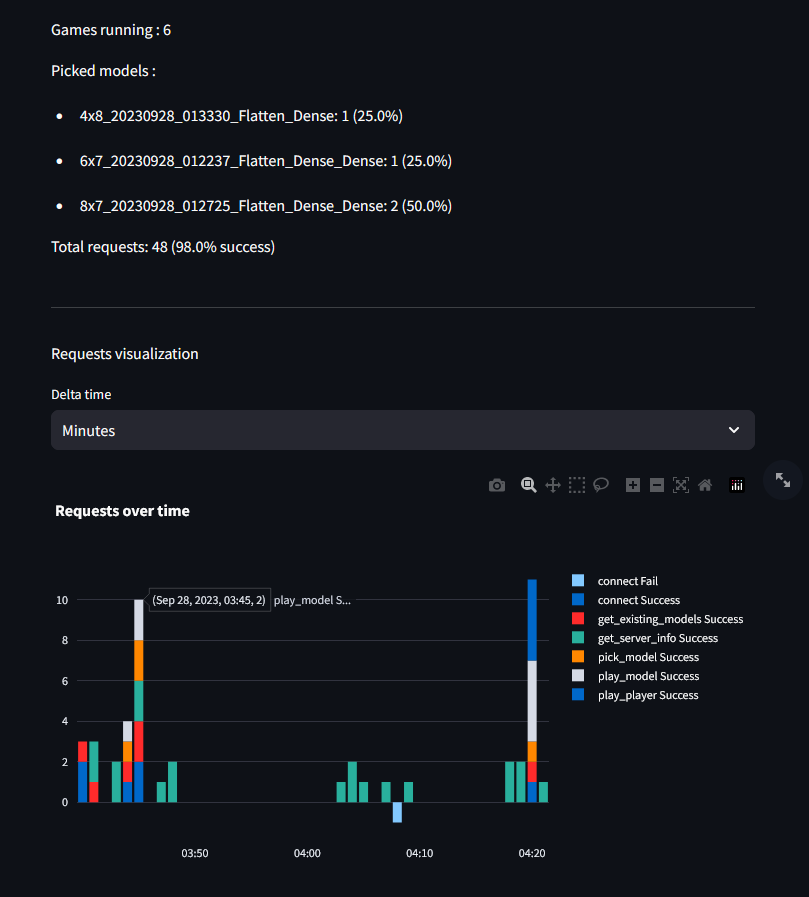 Games running : 6
Picked models :
4x8_20230928_013330_Flatten_Dense: 1 (25.0%)
6x7_20230928_012237_Flatten_Dense_Dense: 1 (25.0%)
8x7_20230928_012725_Flatten_Dense_Dense: 2 (50.0%)
Total requests: 48 (98.0% success)
Requests visualization
Delta time
Minutes
Requests over time
10
8
6
4
2
0
(Sep 28, 2023, 03:45, 2) play_model S...
03:50
04:00
04:10
04:20
connect Fail
connect Success
get_existing_models Success
get_server_info Success
pick_model Success
play_model Success
play_player Success